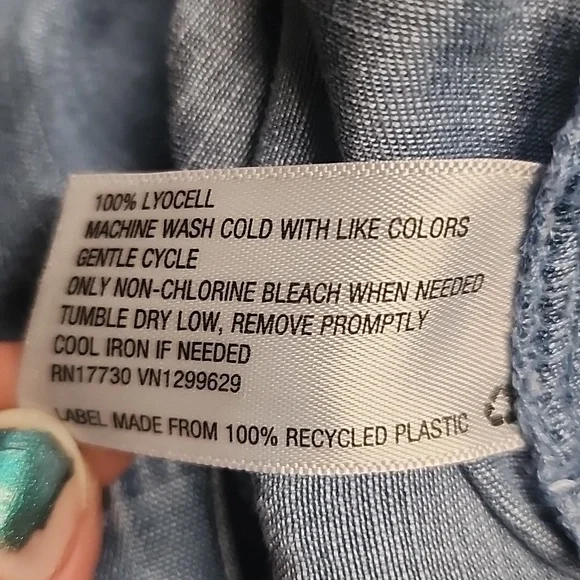 100% LYOCELL
MACHINE WASH COLD WITH LIKE COLORS
GENTLE CYCLE
ONLY NON-CHLORINE BLEACH WHEN NEEDED
TUMBLE DRY LOW, REMOVE PROMPTLY
COOL IRON IF NEEDED
RN17730 VN1299629
LABEL MADE FROM 100% RECYCLED PLASTIC